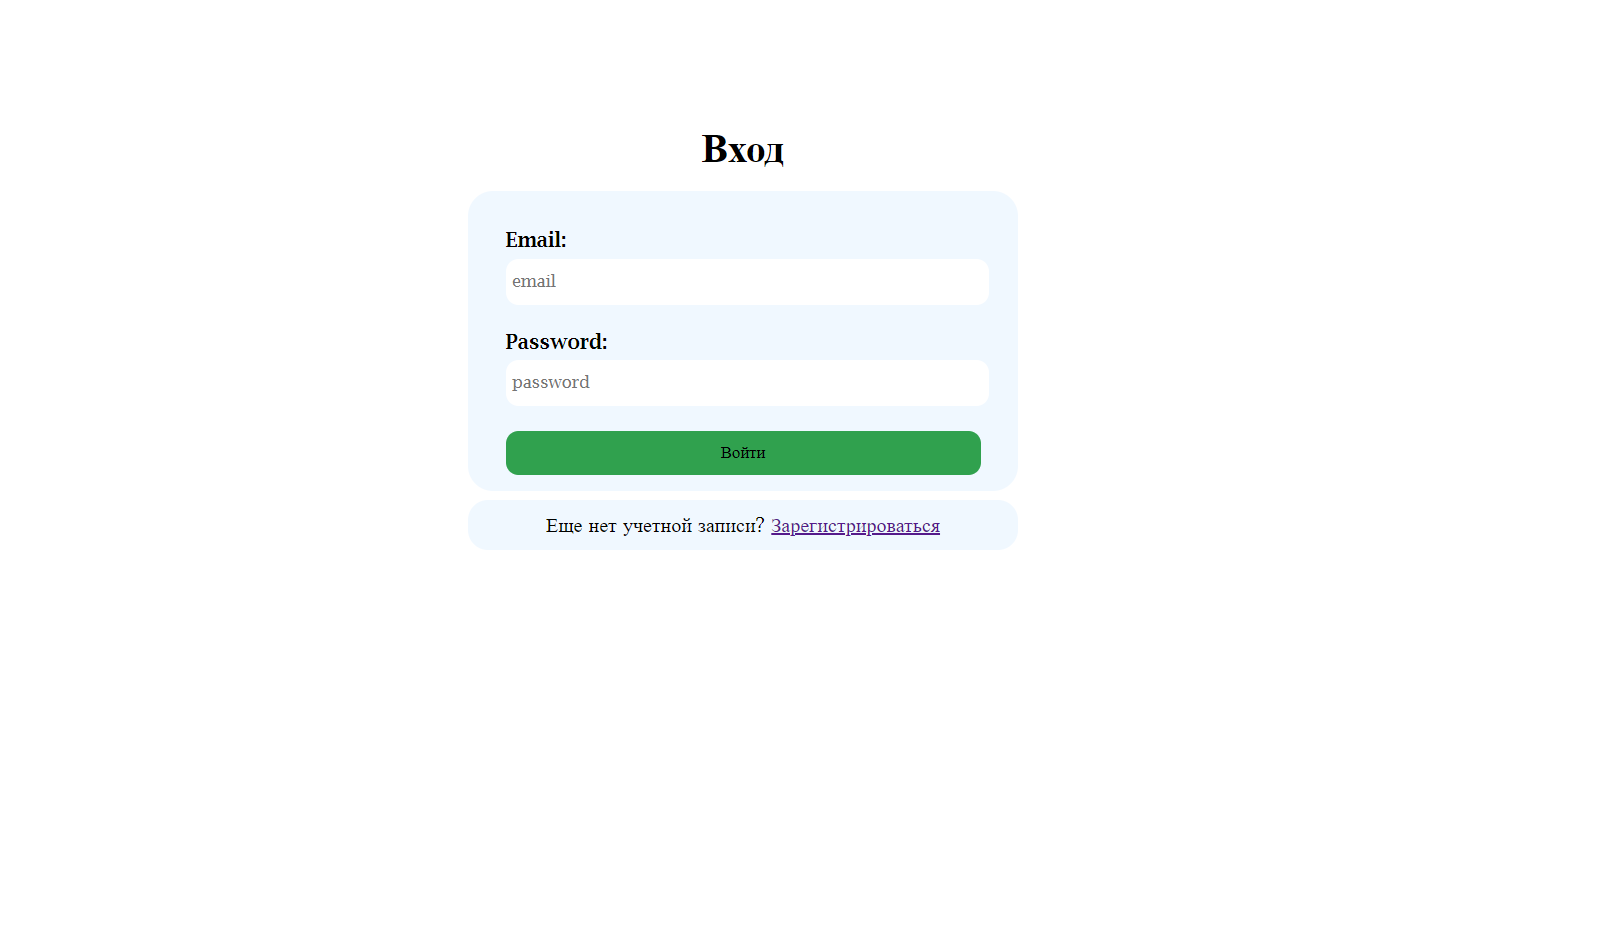 Вход
Email:
email
Password:
password
Войти
Еще нет учетной записи? Зарегистрироваться